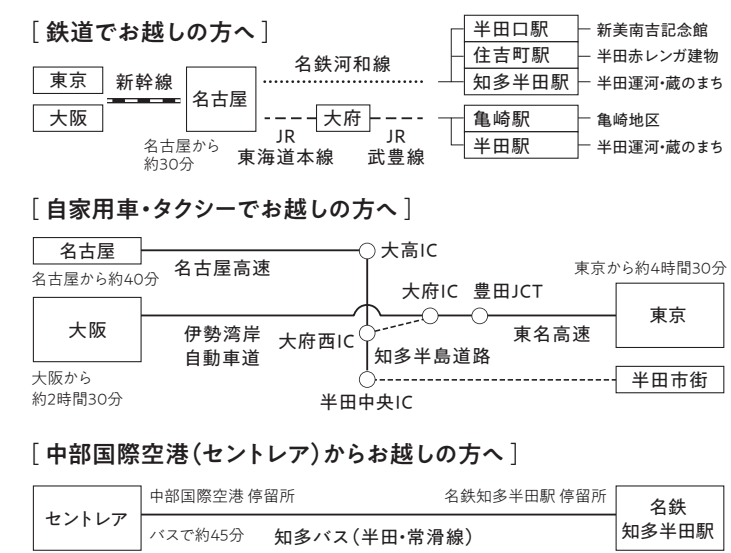 [ 鉄道でお越しの方へ ]
東京
大阪
新幹線
名古屋
名古屋から
約30分
名鉄河和線
JR
東海道本線
大府
JR
武豊線
半田口駅
新美南吉記念館
住吉町駅
半田赤レンガ建物
知多半田駅
半田運河・蔵のまち
亀崎駅
亀崎地区
半田駅
半田運河・蔵のまち
[ 自家用車・タクシーでお越しの方へ ]
名古屋
名古屋から約40分
名古屋高速
大高IC
東京から約4時間30分
大府IC
豊田JCT
大阪
伊勢湾岸
自動車道
大府西IC
東名高速
東京
知多半島道路
大阪から
約2時間30分
半田中央IC
半田市街
[ 中部国際空港(セントレア)からお越しの方へ ]
セントレア
中部国際空港 停留所
名鉄知多半田駅 停留所
バスで約45分
知多バス(半田・常滑線)
名鉄
知多半田駅